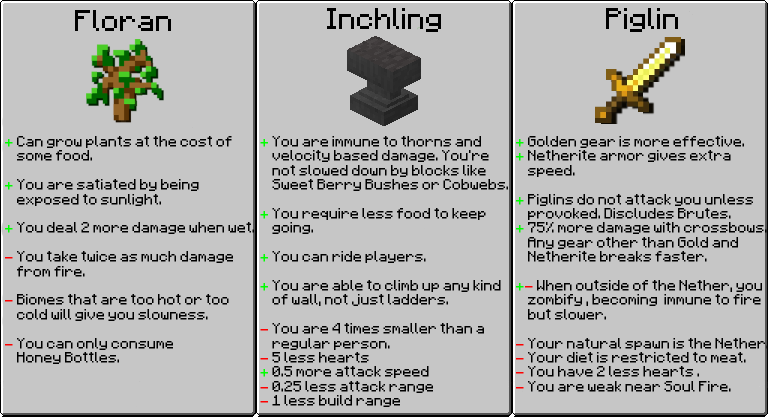 Floran
+ Can grow plants at the cost of
some food.
+ You are satiated by being
exposed to sunlight.
+ You deal 2 more damage when wet.
- You take twice as much damage
from fire.
- Biomes that are too hot or too
cold will give you slowness.
- You can only consume
Honey Bottles.
Inchling
+ You are immune to thorns and
velocity based damage. You're
not slowed down by blocks like
Sweet Berry Bushes or Cobwebs.
+ You require less food to keep
going.
+ You can ride players.
+ You are able to climb up any kind
of wall, not just ladders.
- You are 4 times smaller than a
regular person.
- 5 less hearts
+ 0.5 more attack speed
- 0.25 less attack range
- 1 less build range
Piglin
+ Golden gear is more effective.
+ Netherite armor gives extra
speed.
+ Piglins do not attack you unless
provoked. Discludes Brutes.
+ 75% more damage with crossbows.
Any gear other than Gold and
Netherite breaks faster.
+- When outside of the Nether, you
zombify, becoming immune to fire
but slower.
- Your natural spawn is the Nether
- Your diet is restricted to meat.
- You have 2 less hearts .
- You are weak near Soul Fire.